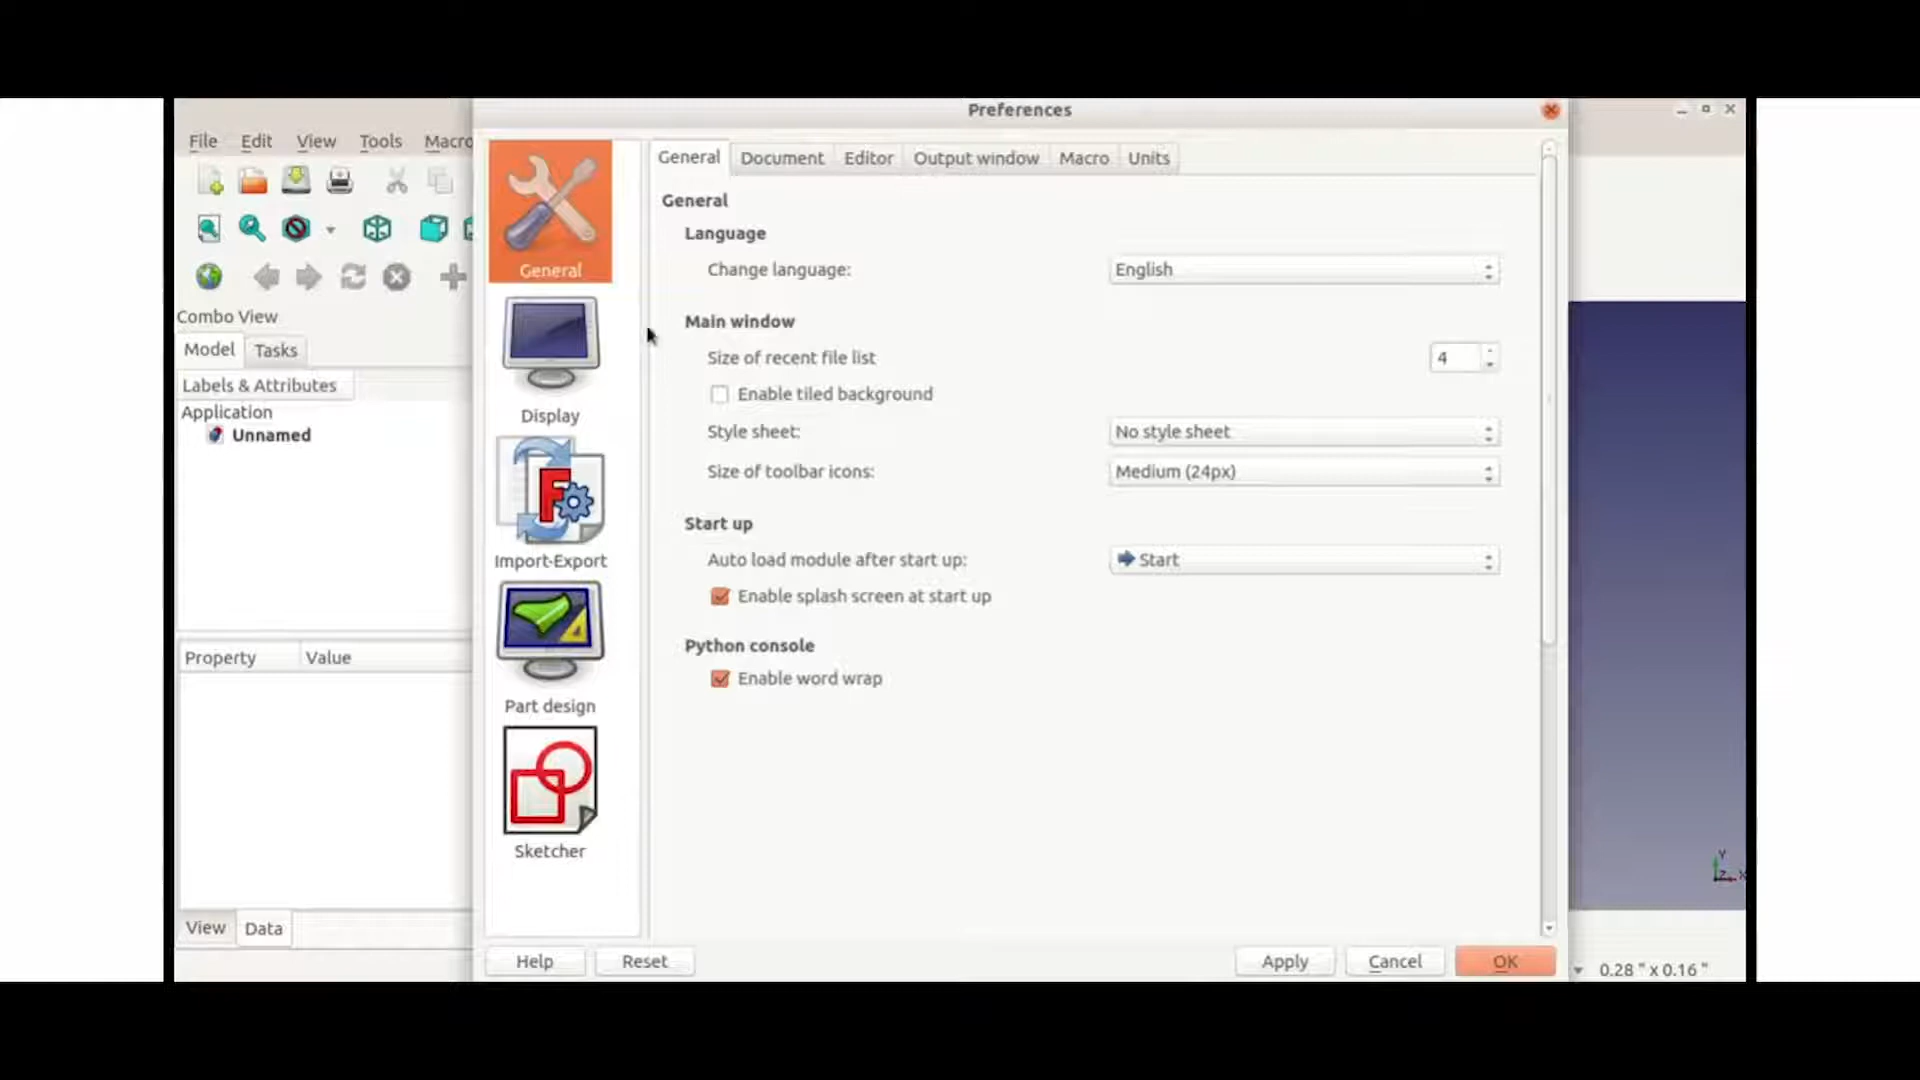 Preferences
File Edit View Tools Macro
General Document Editor Output window Macro Units
General
Language
Change language: English
Main window
Size of recent file list 4
Enable tiled background
Style sheet: No style sheet
Size of toolbar icons: Medium (24px)
Start up
Auto load module after start up: Start
Enable splash screen at start up
Python console
Enable word wrap
General
Display
Import-Export
Part design
Sketcher
Combo View
Model Tasks
Labels & Attributes
Application
Unnamed
Property Value
View Data
Help Reset Apply Cancel OK
0.28 " x 0.16 "
Y
Z X